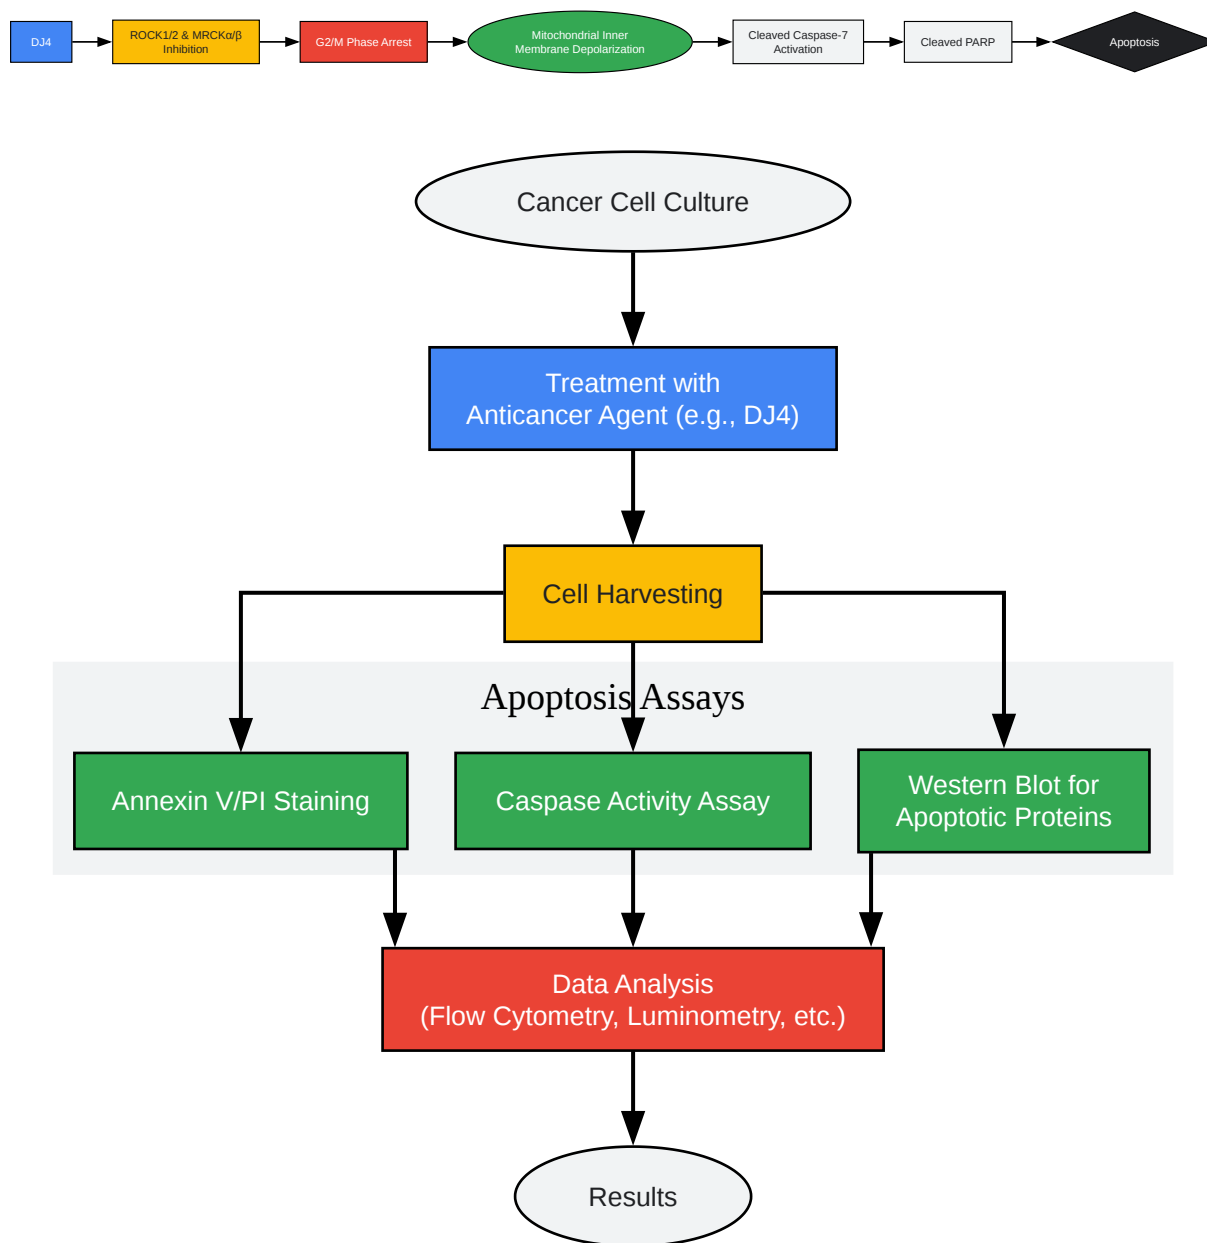 DJ4
ROCK1/2 & MRCKα/β
Inhibition
G2/M Phase Arrest
Mitochondrial Inner
Membrane Depolarization
Cleaved Caspase-7
Activation
Cleaved PARP
Apoptosis
Cancer Cell Culture
Treatment with
Anticancer Agent (e.g., DJ4)
Cell Harvesting
Apoptosis Assays
Annexin V/PI Staining
Caspase Activity Assay
Western Blot for
Apoptotic Proteins
Data Analysis
(Flow Cytometry, Luminometry, etc.)
Results